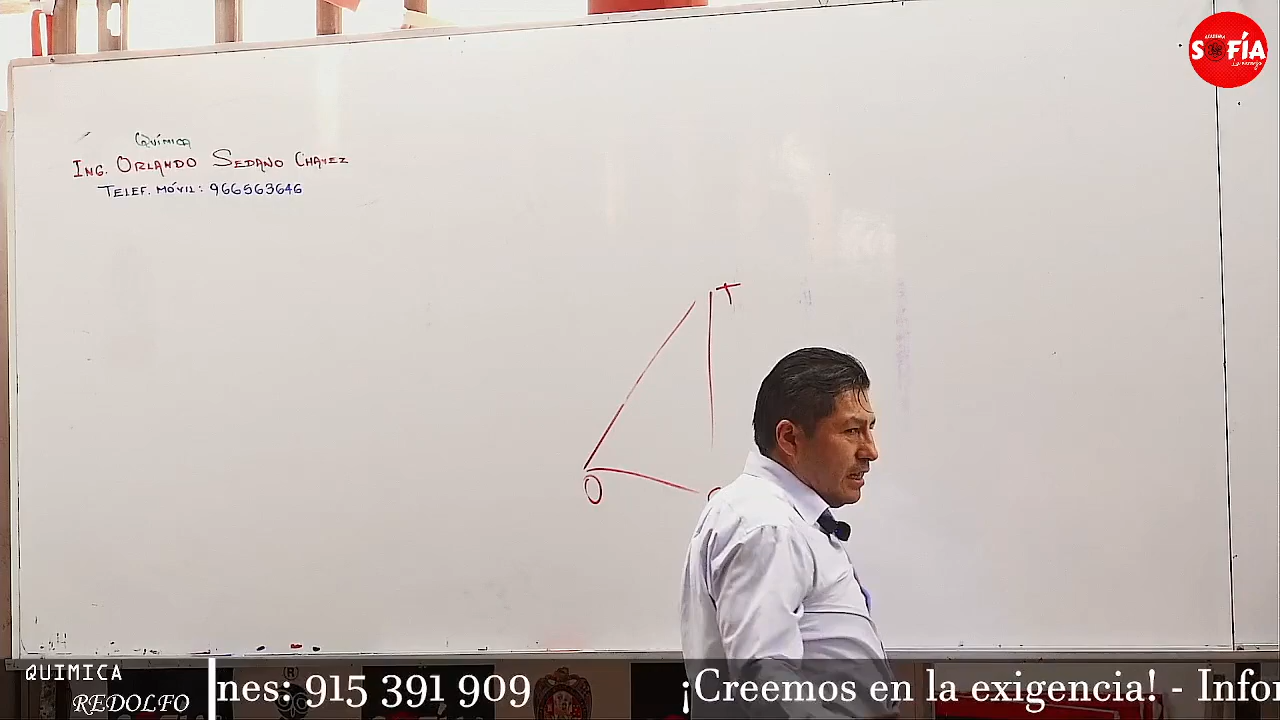 ACADEMIA
SOFÍA
QUÍMICA
ING. ORLANDO SEDANO CHAVEZ
TELEF. MÓVIL: 966563646
T
O
QUIMICA
REDOLFO
nes: 915 391 909 ¡Creemos en la exigencia! - Infor